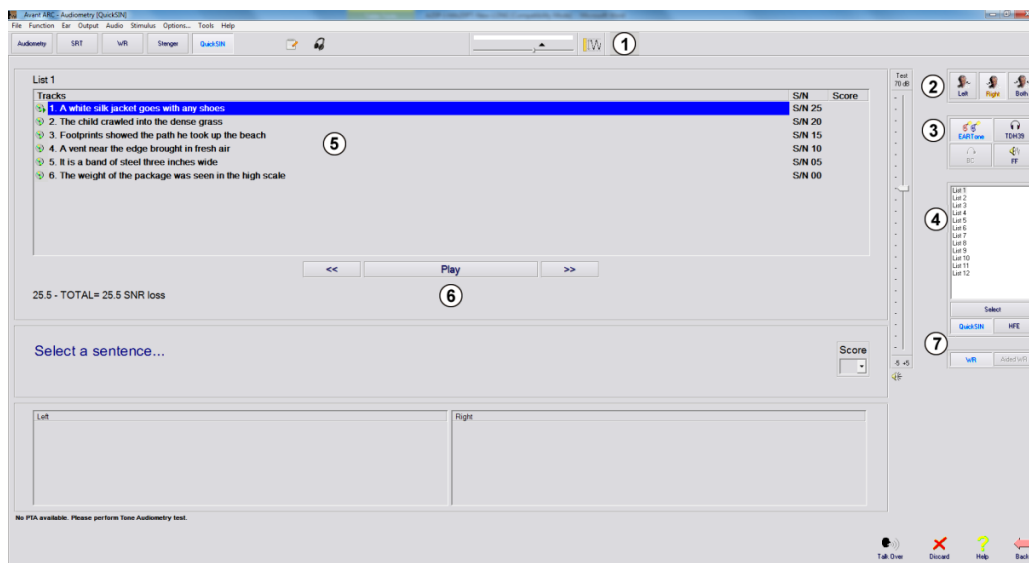 Avant ARC - Audiometry [QuickSIN]
File Function Ear Output Audio Stimulus Options... Tools Help
Audiometry SRT WR Stenger QuickSIN
1
List 1
Tracks S/N Score
1. A white silk jacket goes with any shoes S/N 25
2. The child crawled into the dense grass S/N 20
3. Footprints showed the path he took up the beach S/N 15
4. A vent near the edge brought in fresh air S/N 10
5. It is a band of steel three inches wide S/N 05
6. The weight of the package was seen in the high scale S/N 00
5
<< Play >>
6
25.5 - TOTAL= 25.5 SNR loss
Select a sentence...
Score
Left Right
No PTA available. Please perform Tone Audiometry test.
Test
70 dB
-5 +5
2
Left Right Both
3
EARTone TDH39
BC FF
4
List 1
List 2
List 3
List 4
List 5
List 6
List 7
List 8
List 9
List 10
List 11
List 12
Select
QuickSIN HFE
7
WR Aided WR
Talk Over Discard Help Back